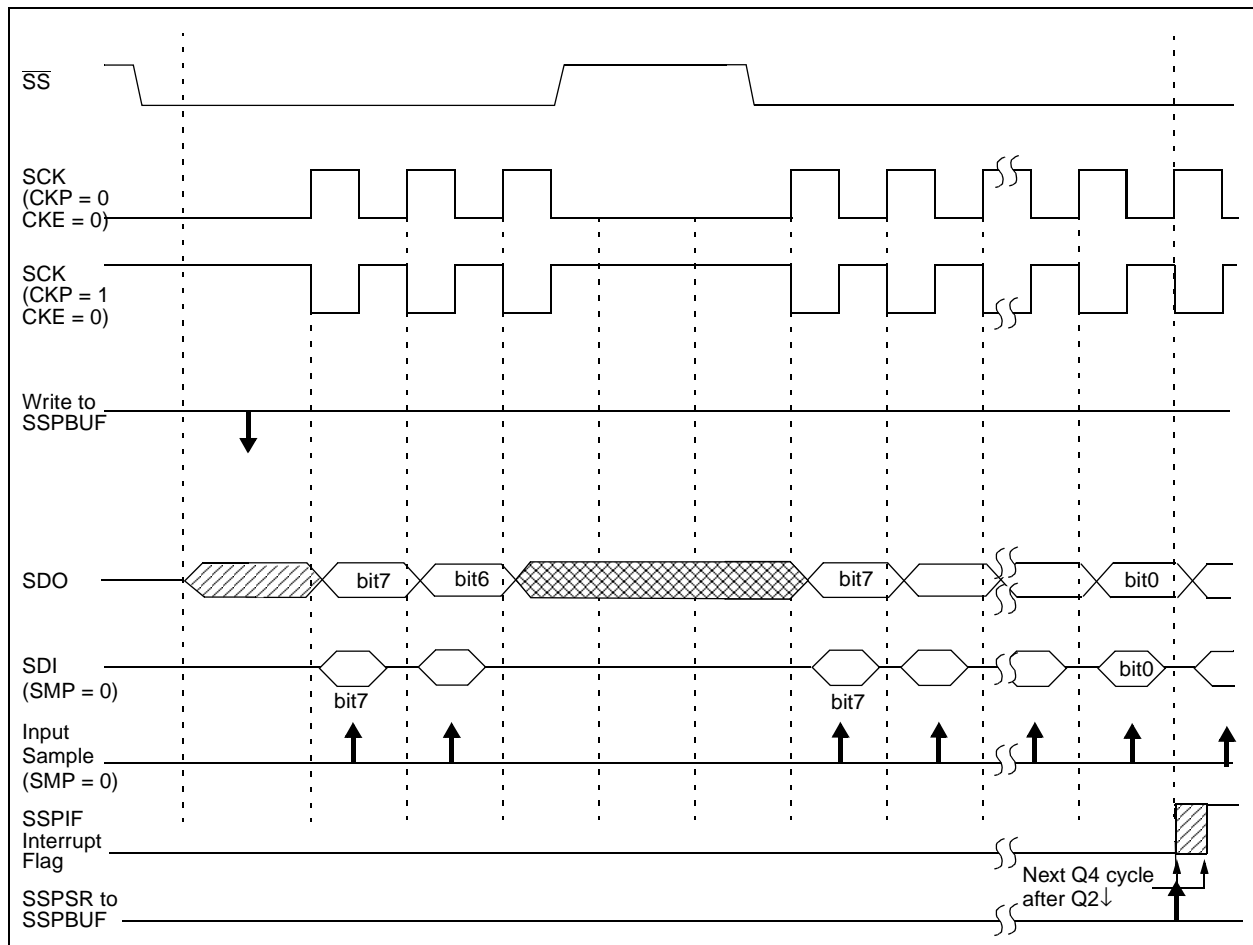 SS
SCK
(CKP = 0
CKE = 0)
SCK
(CKP = 1
CKE = 0)
Write to
SSPBUF
SDO
bit7
bit6
bit7
bit0
SDI
(SMP = 0)
bit7
bit7
bit0
Input
Sample
(SMP = 0)
SSPIF
Interrupt
Flag
Next Q4 cycle
after Q2↓
SSPSR to
SSPBUF